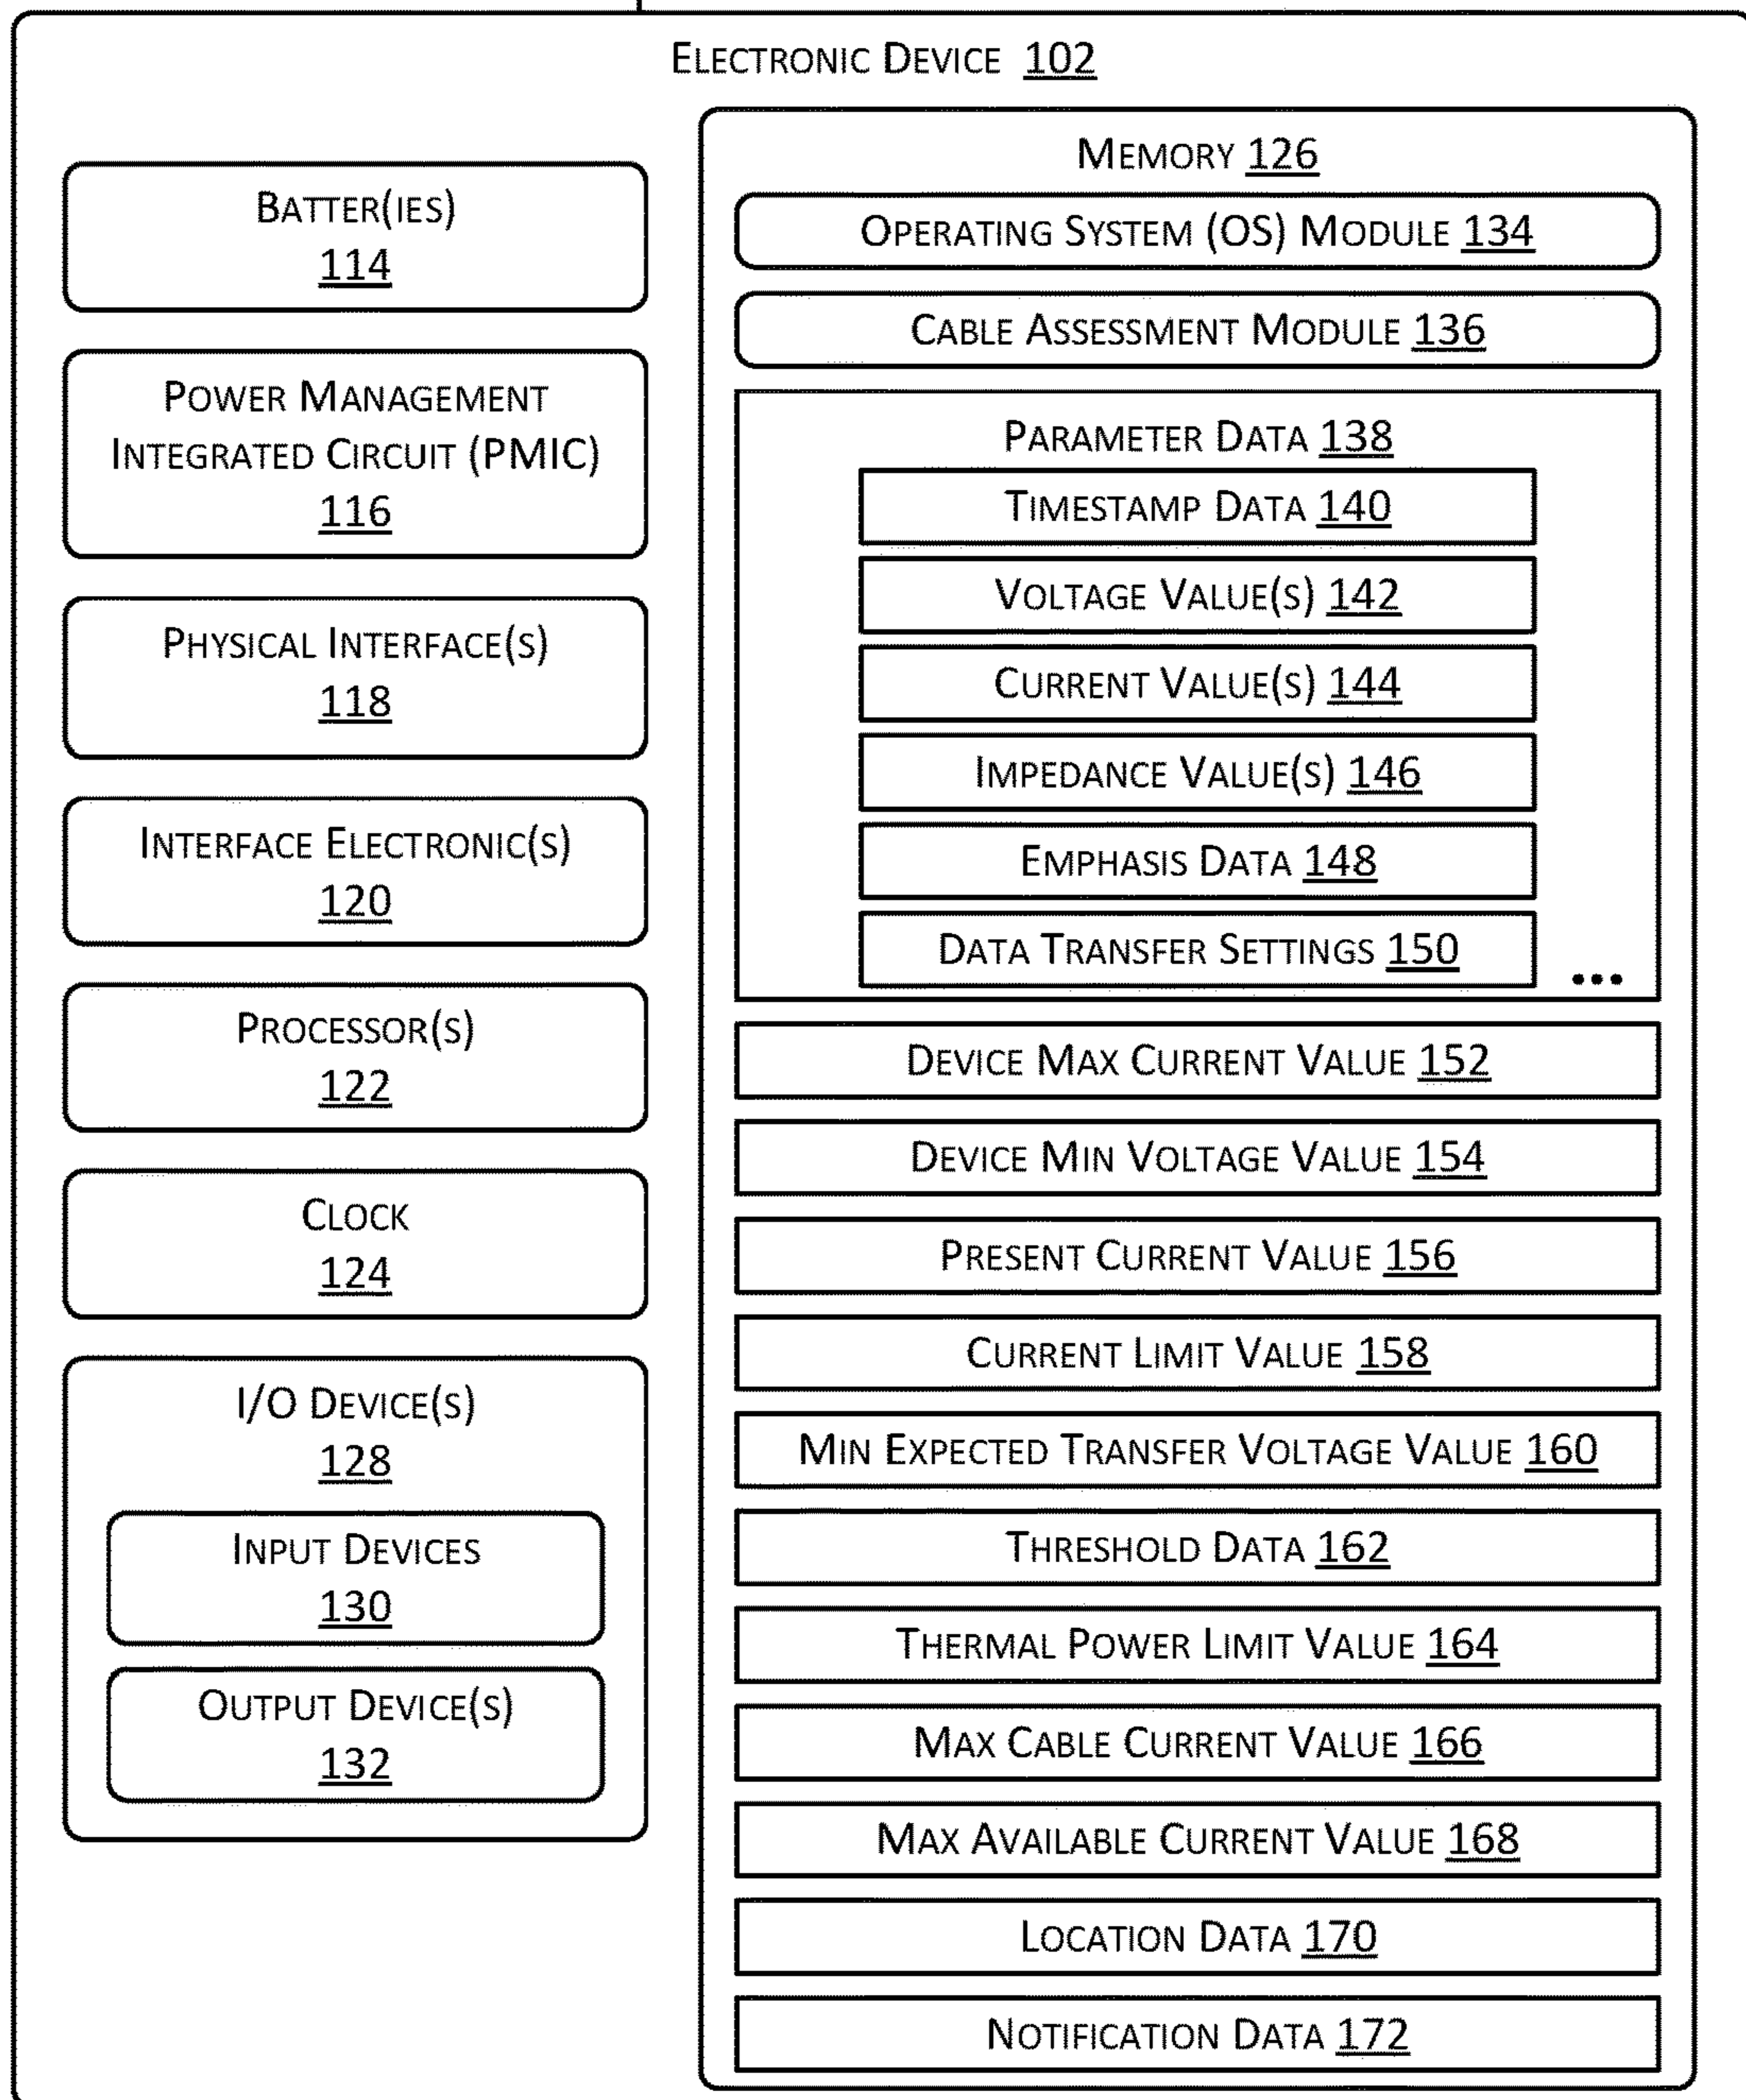 Electronic Device 102
Batter(ies)
114
Power Management
Integrated Circuit (PMIC)
116
Physical Interface(s)
118
Interface Electronic(s)
120
Processor(s)
122
Clock
124
I/O Device(s)
128
Input Devices
130
Output Device(s)
132
Memory 126
Operating System (OS) Module 134
Cable Assessment Module 136
Parameter Data 138
Timestamp Data 140
Voltage Value(s) 142
Current Value(s) 144
Impedance Value(s) 146
Emphasis Data 148
Data Transfer Settings 150
...
Device Max Current Value 152
Device Min Voltage Value 154
Present Current Value 156
Current Limit Value 158
Min Expected Transfer Voltage Value 160
Threshold Data 162
Thermal Power Limit Value 164
Max Cable Current Value 166
Max Available Current Value 168
Location Data 170
Notification Data 172